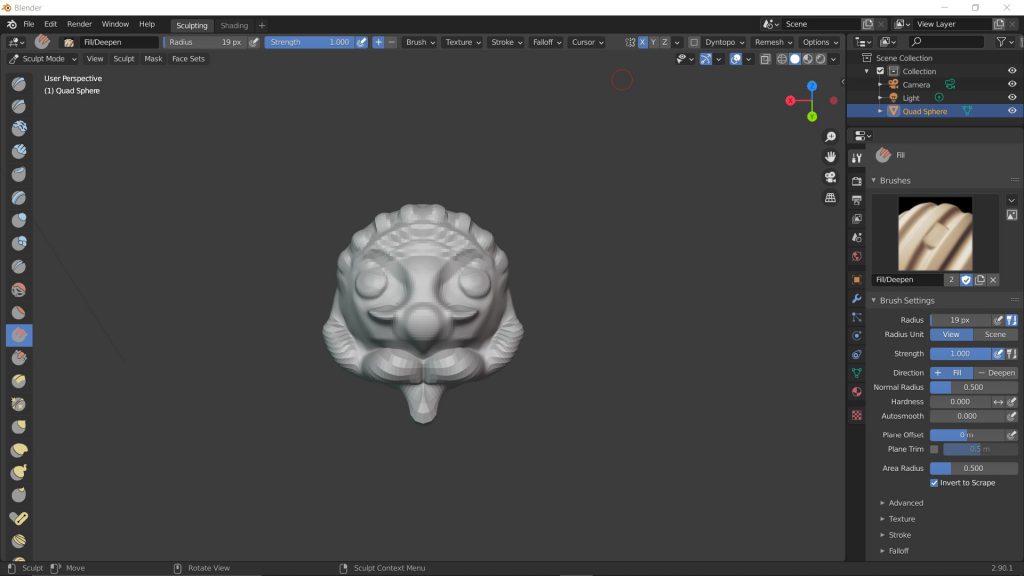 Blender
File Edit Render Window Help Sculpting Shading + Scene View Layer
Fill/Deepen Radius 19 px Strength 1.000 + − Brush Texture Stroke Falloff Cursor X Y Z Dyntopo Remesh Options
Sculpt Mode View Sculpt Mask Face Sets
User Perspective
(1) Quad Sphere
Z
X
Y
Scene Collection
Collection
Camera
Light
Quad Sphere
Fill
Brushes
Fill/Deepen 2
Brush Settings
Radius 19 px
Radius Unit View Scene
Strength 1.000
Direction + Fill − Deepen
Normal Radius 0.500
Hardness 0.000
Autosmooth 0.000
Plane Offset 0 m
Plane Trim 0.5 m
Area Radius 0.500
Invert to Scrape
Advanced
Texture
Stroke
Falloff
Sculpt Move Rotate View Sculpt Context Menu 2.90.1